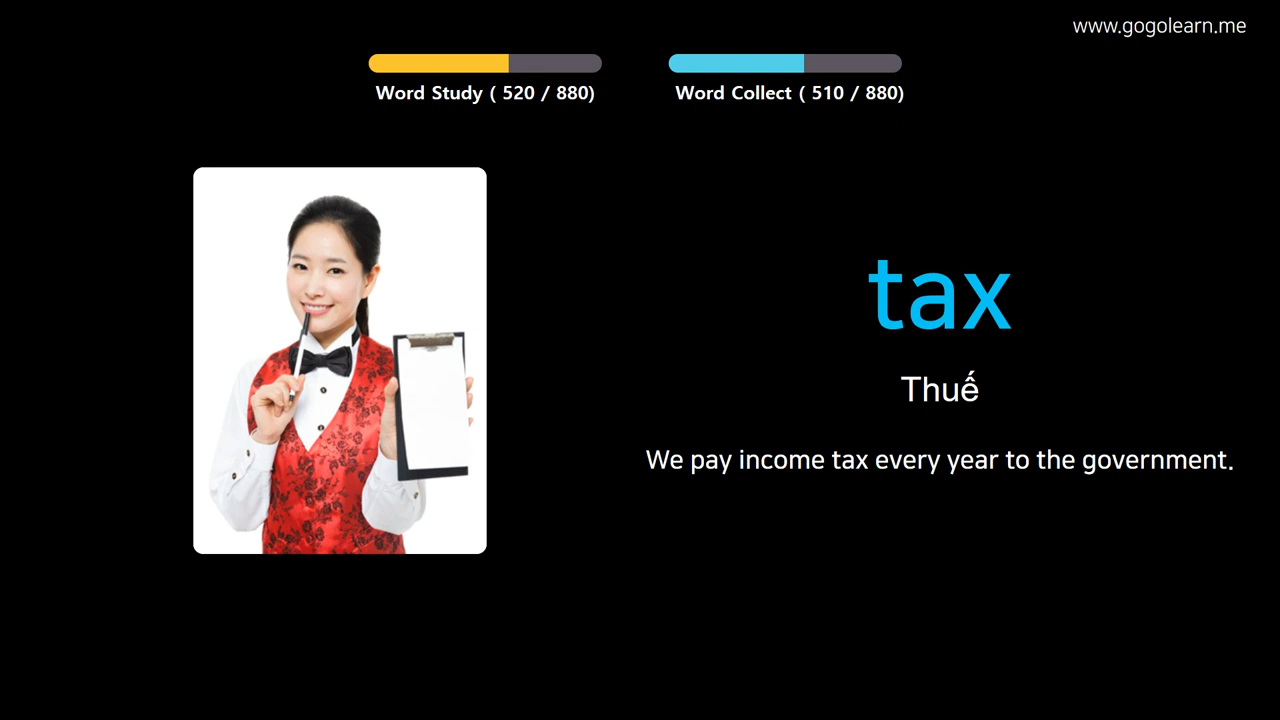 www.gogolearn.me
Word Study ( 520 / 880)
Word Collect ( 510 / 880)
tax
Thuế
We pay income tax every year to the government.